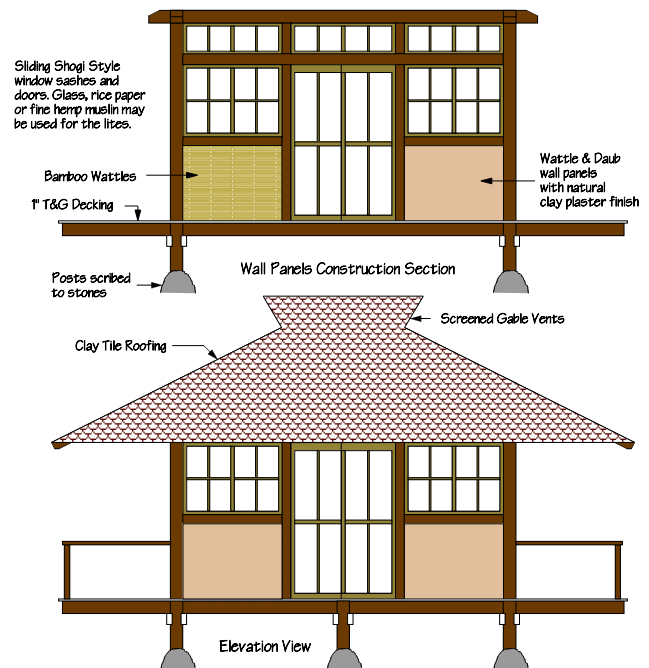 Sliding Shogi Style
window sashes and
doors. Glass, rice paper
or fine hemp muslin may
be used for the lites.
Bamboo Wattles
Wattle & Daub
wall panels
with natural
clay plaster finish
1" T&G Decking
Wall Panels Construction Section
Posts scribed
to stones
Screened Gable Vents
Clay Tile Roofing
Elevation View